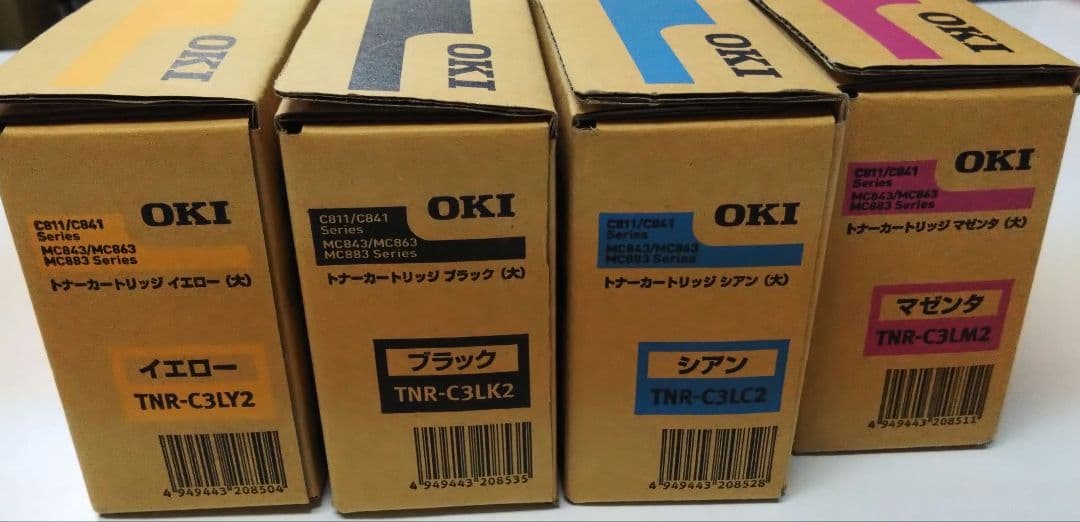 OKI
OKI
OKI
OKI
C811/C841
Series
MC843/MC863
MC883 Series
OKI
トナーカートリッジ イエロー (大)
イエロー
TNR-C3LY2
4 949443 208504
C811/C841
Series
MC843/MC863
MC883 Series
OKI
トナーカートリッジ ブラック (大)
ブラック
TNR-C3LK2
4 949443 208535
C811/C841
Series
MC843/MC863
MC883 Series
OKI
トナーカートリッジ シアン (大)
シアン
TNR-C3LC2
4 949443 208528
C811/C841
Series
MC843/MC863
MC883 Series
OKI
トナーカートリッジ マゼンタ (大)
マゼンタ
TNR-C3LM2
4 949443 208511